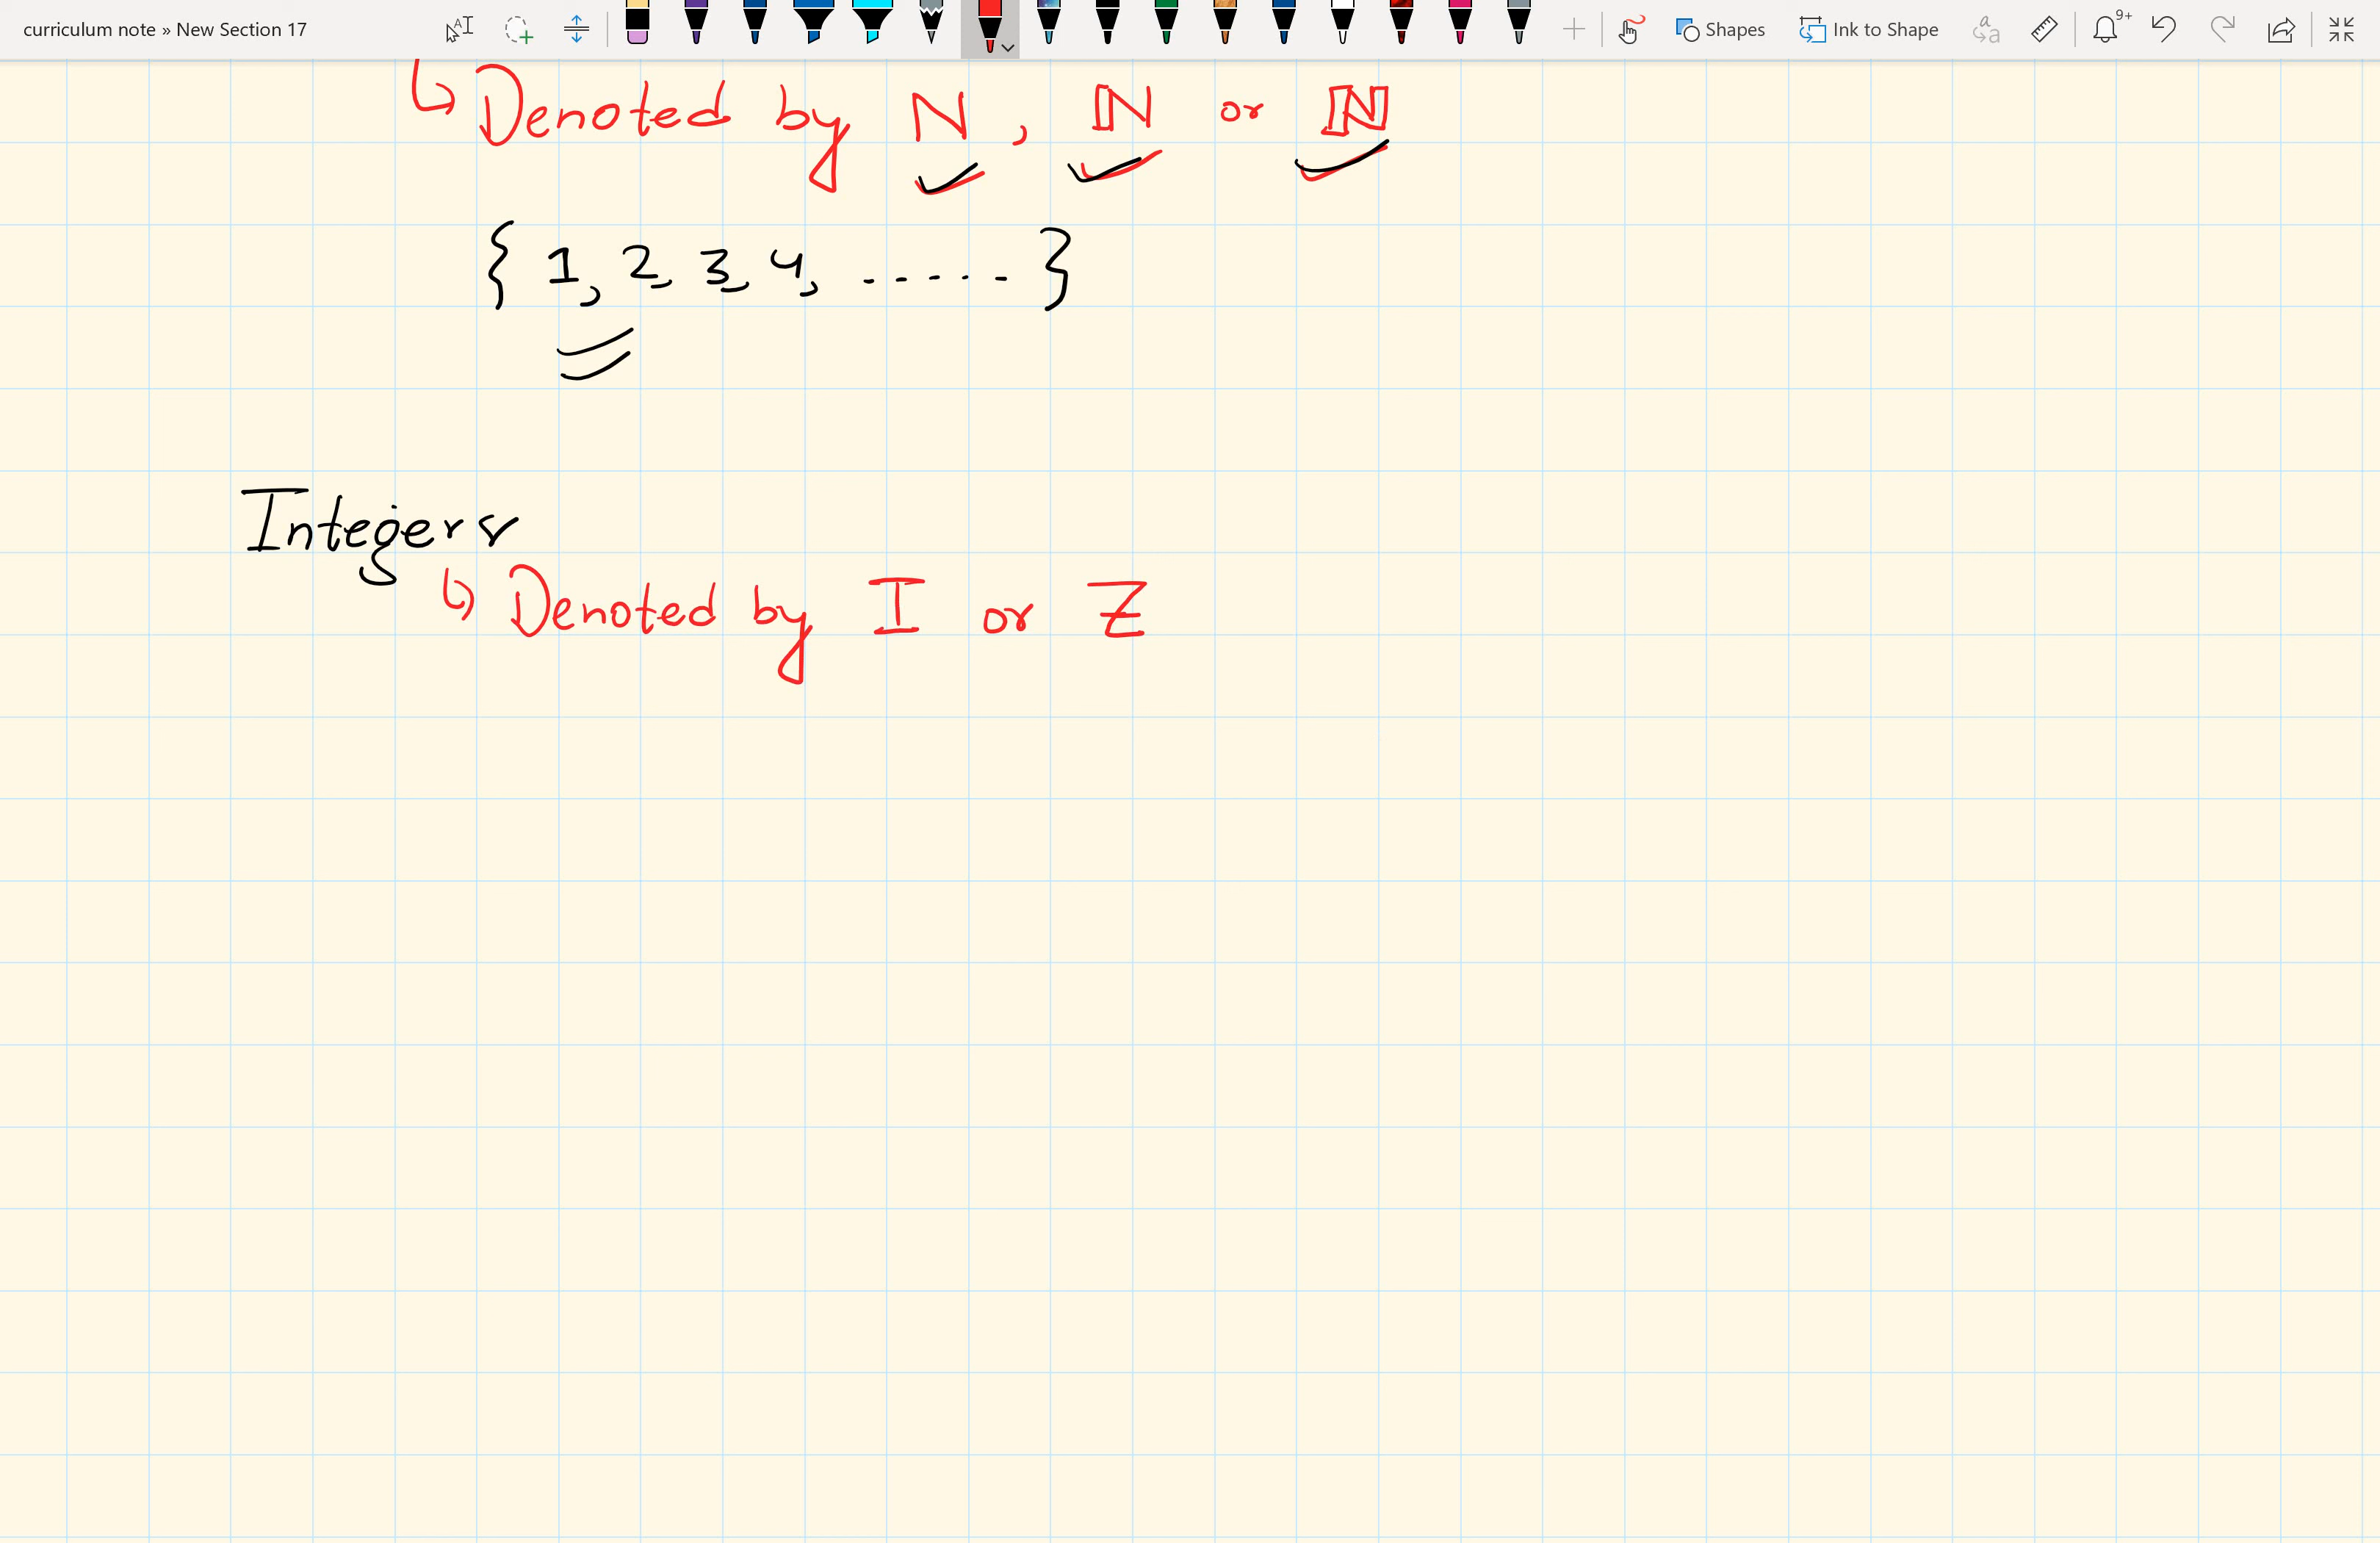 curriculum note » New Section 17 Shapes Ink to Shape 9+
↳ Denoted by N, ℕ or ℕ
{ 1, 2, 3, 4, ...... }
Integers
↳ Denoted by I or Z